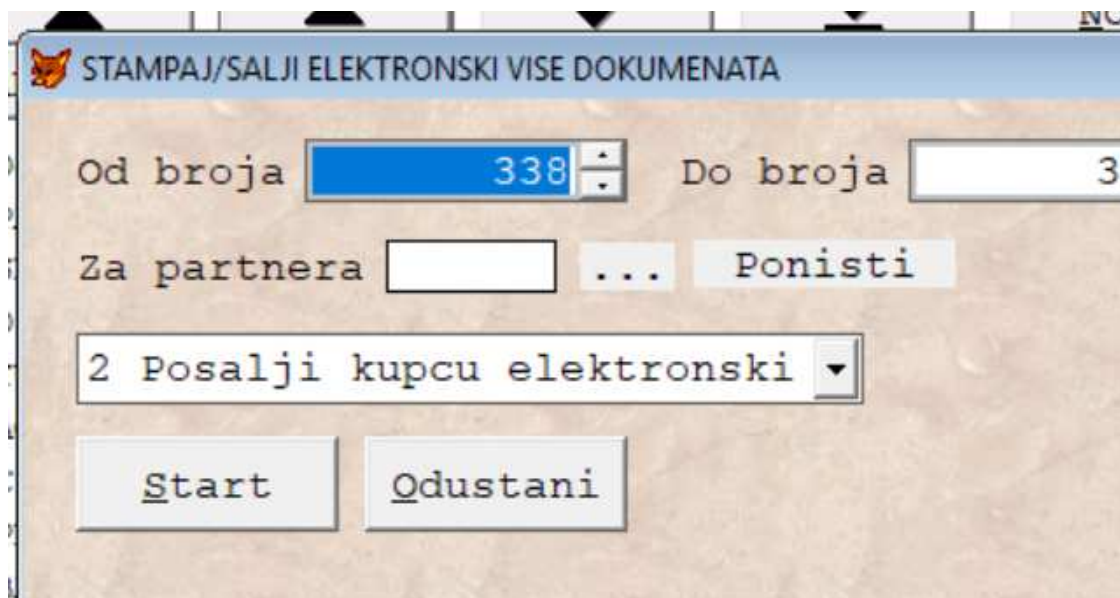 STAMPAJ/SALJI ELEKTRONSKI VISE DOKUMENATA
Od broja 338 Do broja 3
Za partnera ... Ponisti
2 Posalji kupcu elektronski
Start Odustani